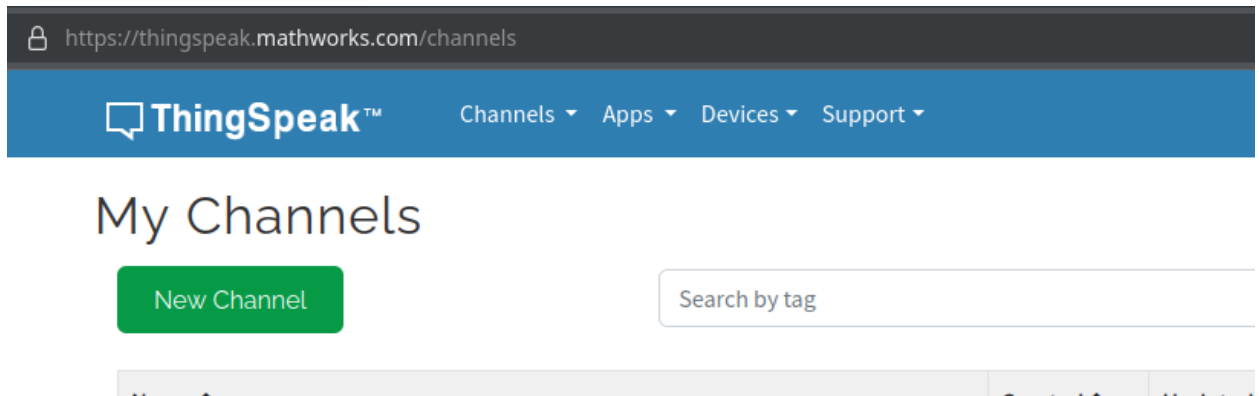 https://thingspeak.mathworks.com/channels
ThingSpeak™ Channels Apps Devices Support
My Channels
New Channel Search by tag